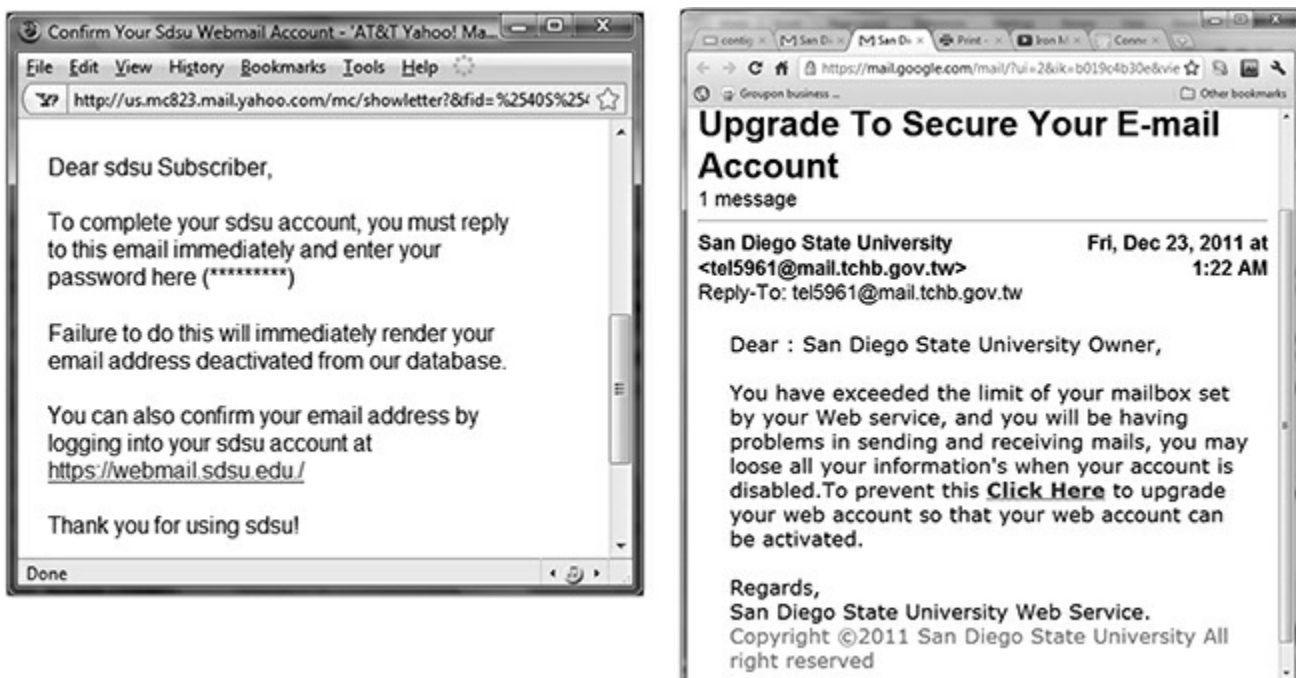 Confirm Your Sdsu Webmail Account - 'AT&T Yahoo! Ma...
File Edit View History Bookmarks Tools Help
http://us.mc823.mail.yahoo.com/mc/showletter?&fid=%2540S%254
Dear sdsu Subscriber,
To complete your sdsu account, you must reply
to this email immediately and enter your
password here (*********)
Failure to do this will immediately render your
email address deactivated from our database.
You can also confirm your email address by
logging into your sdsu account at
https://webmail.sdsu.edu./
Thank you for using sdsu!
Done
contig San D San D Print - Iron M Conne
https://mail.google.com/mail/?ui=2&ik=b019c4b30e&vie
Groupon business ... Other bookmarks
Upgrade To Secure Your E-mail
Account
1 message
San Diego State University Fri, Dec 23, 2011 at
<tel5961@mail.tchb.gov.tw> 1:22 AM
Reply-To: tel5961@mail.tchb.gov.tw
Dear : San Diego State University Owner,
You have exceeded the limit of your mailbox set
by your Web service, and you will be having
problems in sending and receiving mails, you may
loose all your information's when your account is
disabled.To prevent this Click Here to upgrade
your web account so that your web account can
be activated.
Regards,
San Diego State University Web Service.
Copyright ©2011 San Diego State University All
right reserved